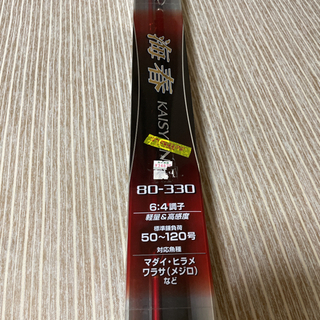 海春
KAISY
80-330
6:4調子
軽量&高感度
標準錘負荷
50~120号
対応魚種
マダイ・ヒラメ
ワラサ(メジロ)
など